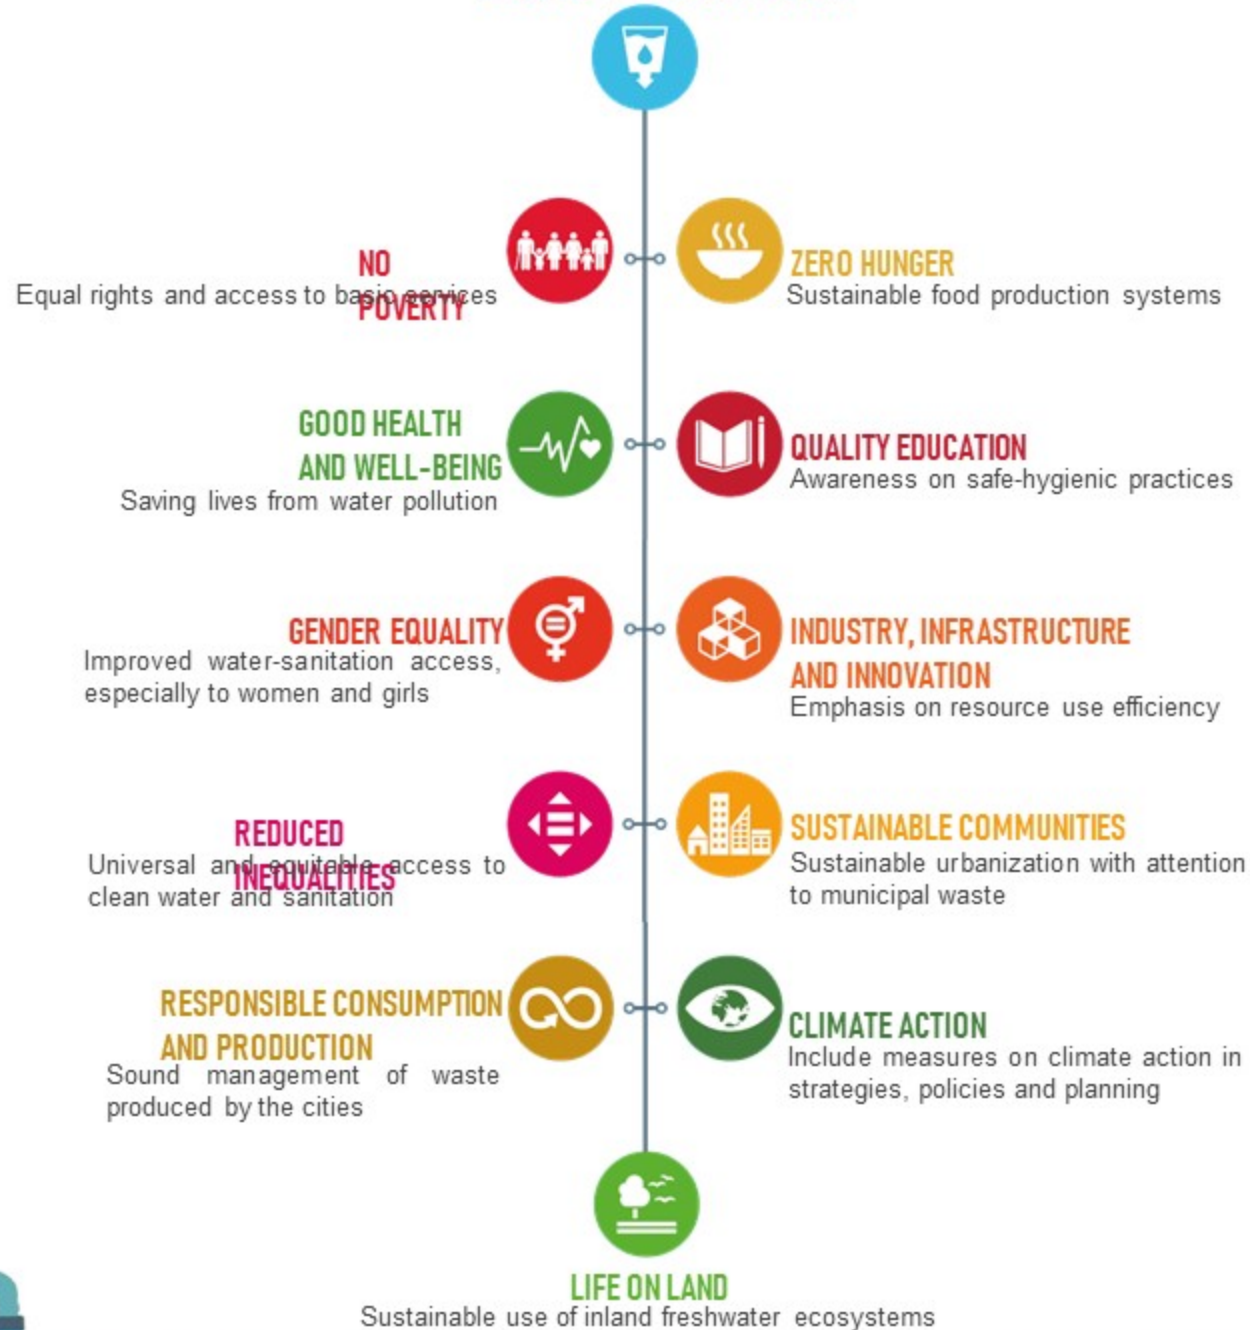 NO
POVERTY
Equal rights and access to basic services
ZERO HUNGER
Sustainable food production systems
GOOD HEALTH
AND WELL-BEING
Saving lives from water pollution
QUALITY EDUCATION
Awareness on safe-hygienic practices
GENDER EQUALITY
Improved water-sanitation access,
especially to women and girls
INDUSTRY, INFRASTRUCTURE
AND INNOVATION
Emphasis on resource use efficiency
REDUCED
INEQUALITIES
Universal and equitable access to
clean water and sanitation
SUSTAINABLE COMMUNITIES
Sustainable urbanization with attention
to municipal waste
RESPONSIBLE CONSUMPTION
AND PRODUCTION
Sound management of waste
produced by the cities
CLIMATE ACTION
Include measures on climate action in
strategies, policies and planning
LIFE ON LAND
Sustainable use of inland freshwater ecosystems